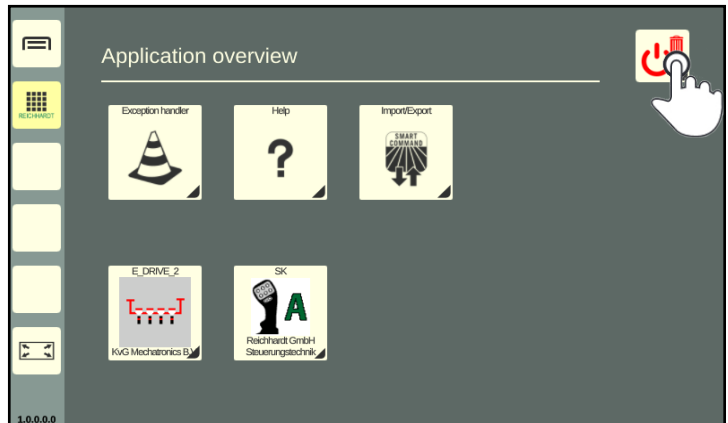 Application overview
REICHHARDT
Exception handler
Help
?
Import/Export
SMART
COMMAND
E_DRIVE_2
KvG Mechatronics B.V
SK
A
Reichhardt GmbH
Steuerungstechnik
1.0.0.0.0